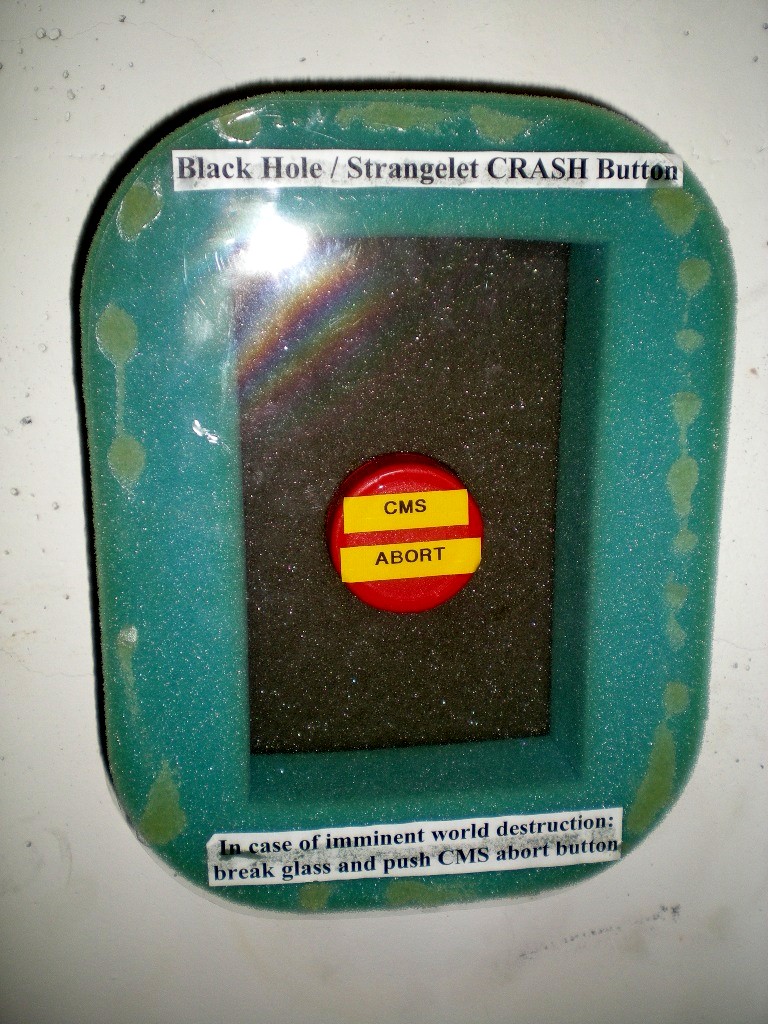 Black Hole / Strangelet CRASH Button
CMS
ABORT
In case of imminent world destruction:
break glass and push CMS abort button